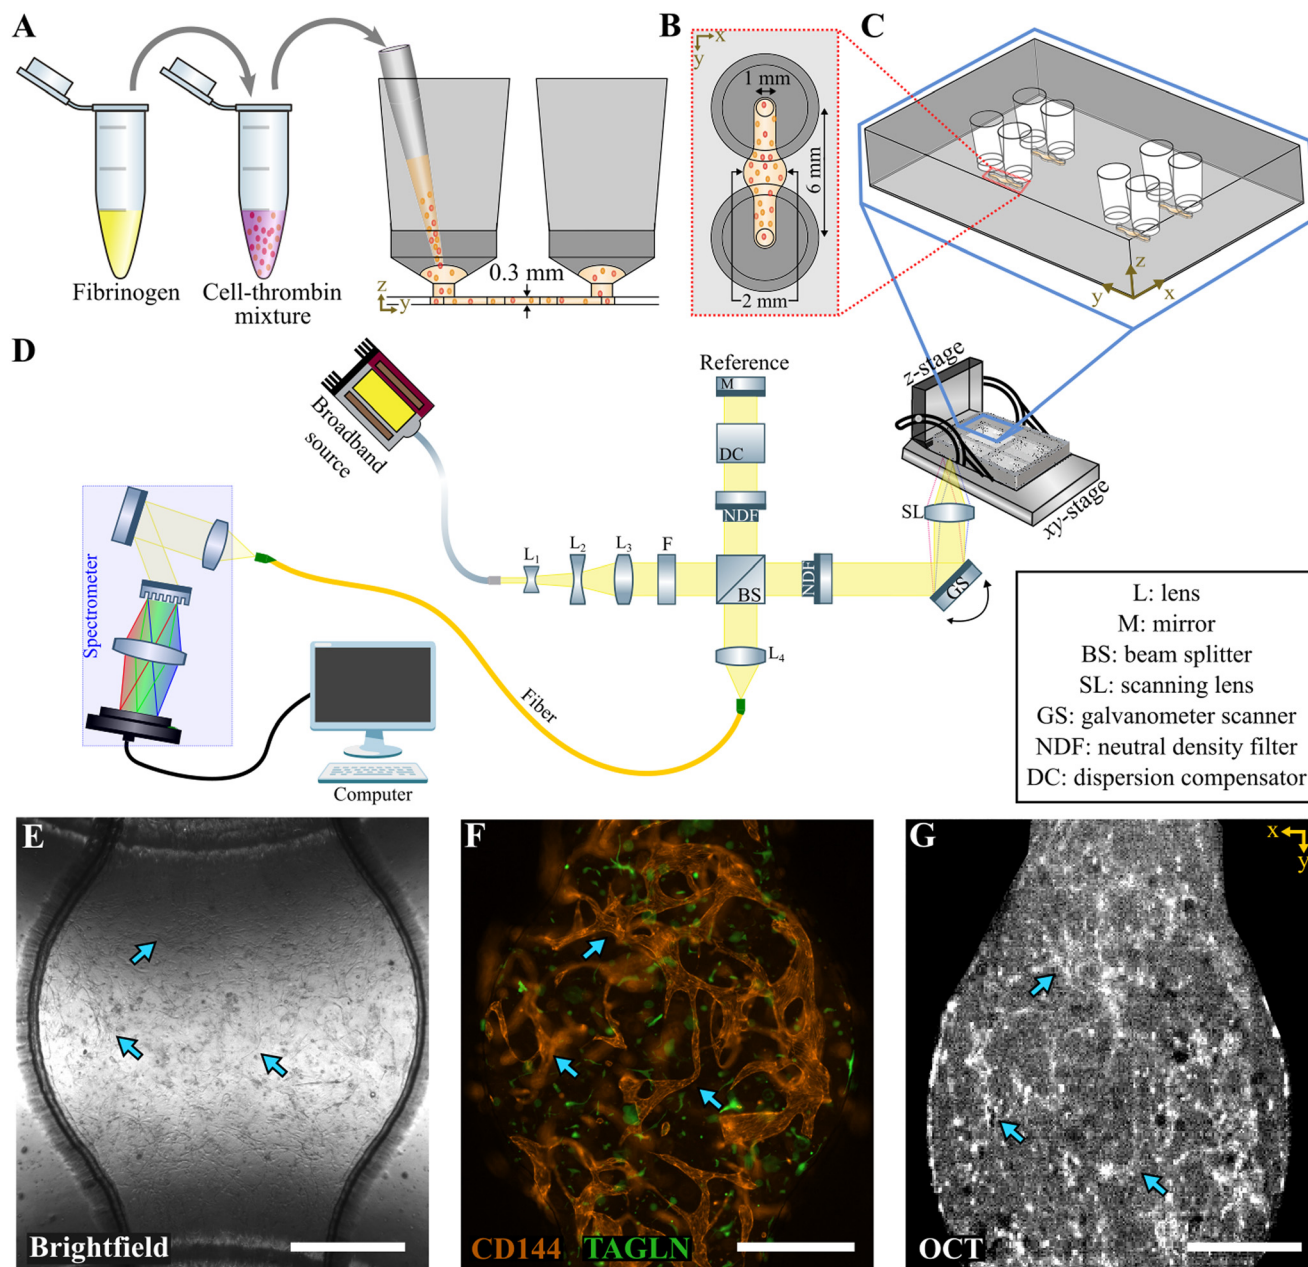 A
B
C
x
y
1 mm
6 mm
2 mm
Fibrinogen
Cell-thrombin
mixture
0.3 mm
z
y
z
y
x
D
Broadband
source
Reference
M
DC
NDF
z-stage
xy-stage
SL
GS
L1
L2
L3
F
BS
NDF
L4
Spectrometer
Fiber
Computer
L: lens
M: mirror
BS: beam splitter
SL: scanning lens
GS: galvanometer scanner
NDF: neutral density filter
DC: dispersion compensator
E
Brightfield
F
CD144 TAGLN
G
x
y
OCT